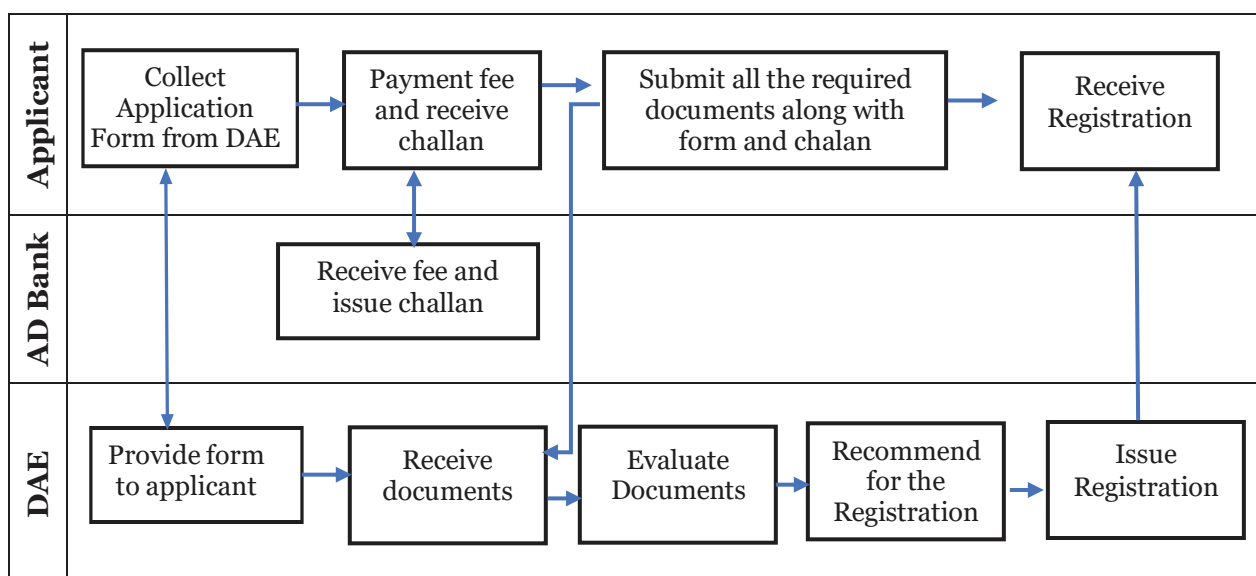 Applicant
Collect
Application
Form from DAE
Payment fee
and receive
challan
Submit all the required
documents along with
form and chalan
Receive
Registration
AD Bank
Receive fee and
issue challan
DAE
Provide form
to applicant
Receive
documents
Evaluate
Documents
Recommend
for the
Registration
Issue
Registration